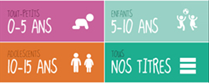 TOUT-PETITS
0-5 ANS
ENFANTS
5-10 ANS
ADOLESCENTS
10-15 ANS
TOUS
NOS TITRES